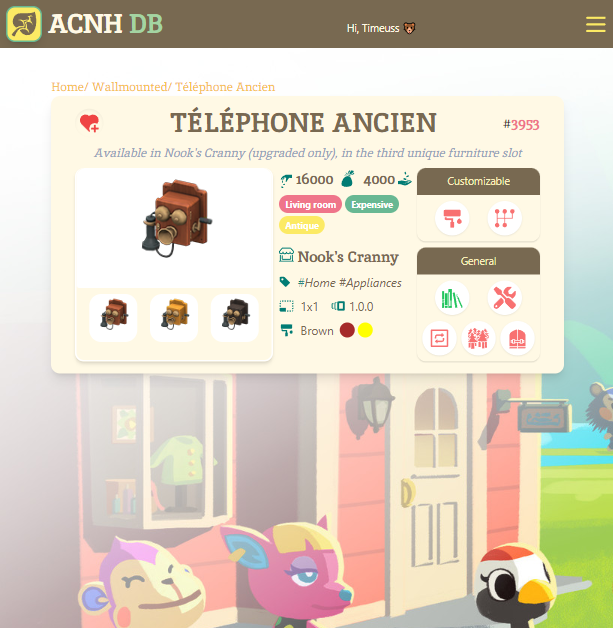 ACNH DB
Hi, Timeuss
Home/ Wallmounted/ Téléphone Ancien
TÉLÉPHONE ANCIEN
#3953
Available in Nook's Cranny (upgraded only), in the third unique furniture slot
16000 4000
Living room Expensive
Antique
Nook's Cranny
#Home #Appliances
1x1 1.0.0
Brown
Customizable
General